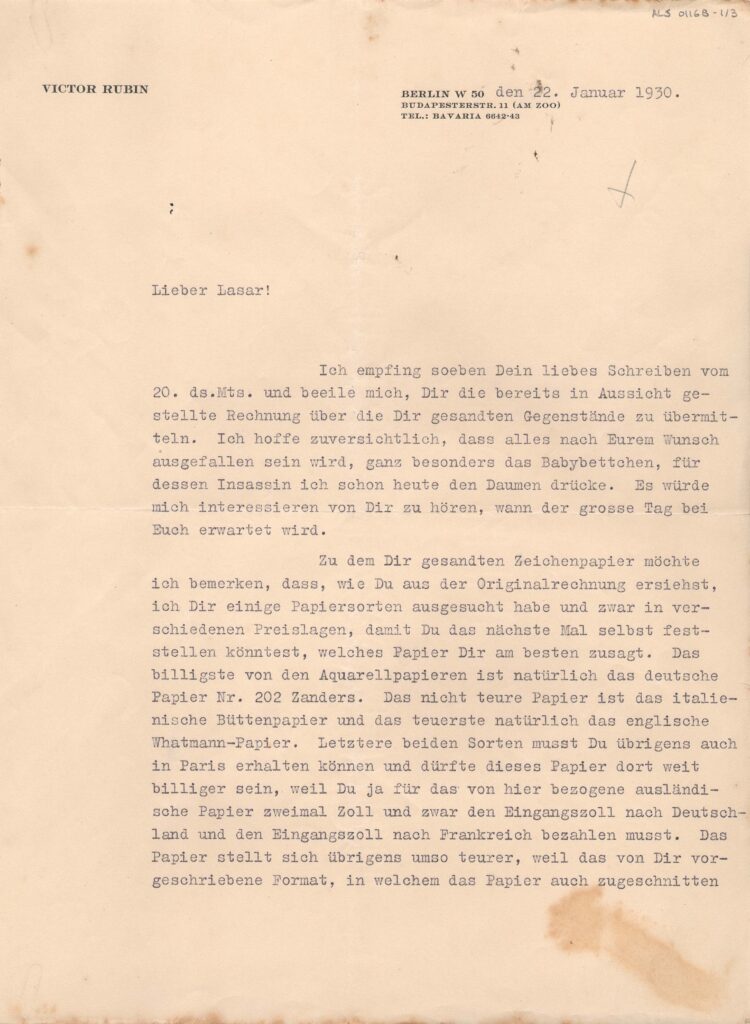 ALS 0116B-1/3
VICTOR RUBIN
BERLIN W 50 den 22. Januar 1930.
BUDAPESTERSTR. 11 (AM ZOO)
TEL.: BAVARIA 6642-43
Lieber Lasar!
Ich empfing soeben Dein liebes Schreiben vom
20. ds.Mts. und beeile mich, Dir die bereits in Aussicht ge-
stellte Rechnung über die Dir gesandten Gegenstände zu übermit-
teln. Ich hoffe zuversichtlich, dass alles nach Eurem Wunsch
ausgefallen sein wird, ganz besonders das Babybettchen, für
dessen Insassin ich schon heute den Daumen drücke. Es würde
mich interessieren von Dir zu hören, wann der grosse Tag bei
Euch erwartet wird.
Zu dem Dir gesandten Zeichenpapier möchte
ich bemerken, dass, wie Du aus der Originalrechnung ersiehst,
ich Dir einige Papiersorten ausgesucht habe und zwar in ver-
schiedenen Preislagen, damit Du das nächste Mal selbst fest-
stellen könntest, welches Papier Dir am besten zusagt. Das
billigste von den Aquarellpapieren ist natürlich das deutsche
Papier Nr. 202 Zanders. Das nicht teure Papier ist das italie-
nische Büttenpapier und das teuerste natürlich das englische
Whatmann-Papier. Letztere beiden Sorten musst Du übrigens auch
in Paris erhalten können und dürfte dieses Papier dort weit
billiger sein, weil Du ja für das von hier bezogene ausländi-
sche Papier zweimal Zoll und zwar den Eingangszoll nach Deutsch-
land und den Eingangszoll nach Frankreich bezahlen musst. Das
Papier stellt sich übrigens umso teurer, weil das von Dir vor-
geschriebene Format, in welchem das Papier auch zugeschnitten